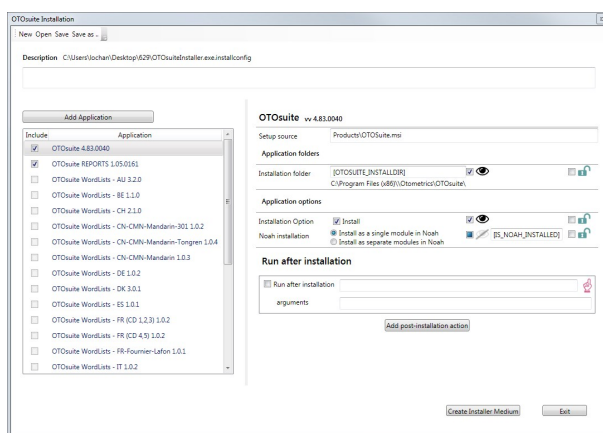 OTOsuite Installation
New Open Save Save as ..
Description C:\Users\lochan\Desktop\629\OTOsuiteInstaller.exe.installconfig
Add Application
Include Application
OTOsuite 4.83.0040
OTOsuite REPORTS 1.05.0161
OTOsuite WordLists - AU 3.2.0
OTOsuite WordLists - BE 1.1.0
OTOsuite WordLists - CH 2.1.0
OTOsuite WordLists - CN-CMN-Mandarin-301 1.0.2
OTOsuite WordLists - CN-CMN-Mandarin-Tongren 1.0.4
OTOsuite WordLists - CN-CMN-Mandarin 1.0.3
OTOsuite WordLists - DE 1.0.2
OTOsuite WordLists - DK 3.0.1
OTOsuite WordLists - ES 1.0.1
OTOsuite WordLists - FR (CD 1,2,3) 1.0.2
OTOsuite WordLists - FR (CD 4,5) 1.0.2
OTOsuite WordLists - FR-Fournier-Lafon 1.0.1
OTOsuite WordLists - IT 1.0.2
OTOsuite vv 4.83.0040
Setup source Products\OTOSuite.msi
Application folders
Installation folder [OTOSUITE_INSTALLDIR]
C:\Program Files (x86)\\Otometrics\OTOsuite\
Application options
Installation Option Install
Noah installation Install as a single module in Noah [IS_NOAH_INSTALLED]
Install as separate modules in Noah
Run after installation
Run after installation
arguments
Add post-installation action
Create Installer Medium Exit